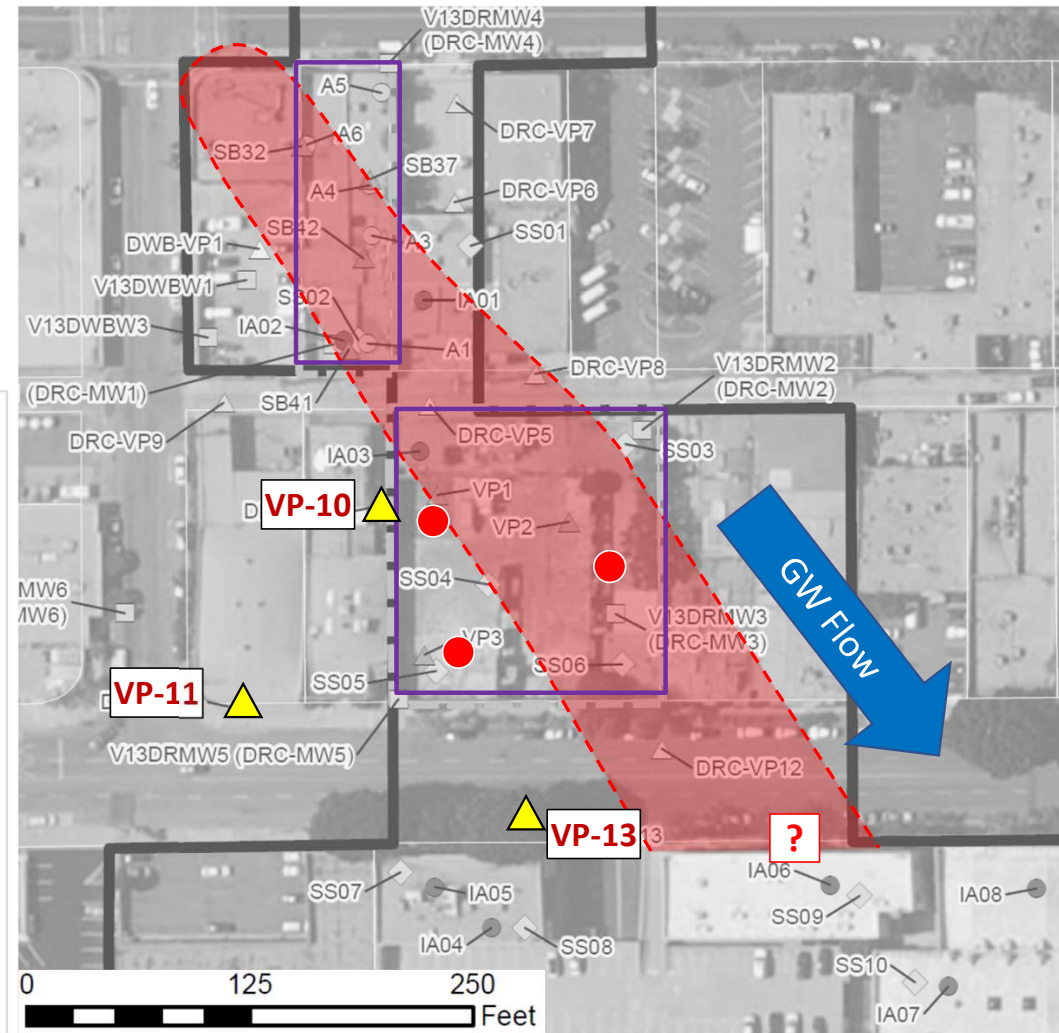 V13DRMW4
(DRC-MW4)
A5
DRC-VP7
A6
SB32
SB37
A4
DRC-VP6
SB42
A3
SS01
DWB-VP1
V13DWBW1
SB02
IA01
V13DWBW3
IA02
A1
(DRC-MW1)
DRC-VP8
V13DRMW2
(DRC-MW2)
SB41
DRC-VP9
DRC-VP5
SS03
IA03
VP-10
D
VP1
VP2
SS04
GW Flow
MW6
MW6)
V13DRMW3
(DRC-MW3)
VP3
SS05
SS06
VP-11
D
V13DRMW5 (DRC-MW5)
DRC-VP12
VP-13
13
?
SS07
IA05
IA06
IA08
SS09
IA04
SS08
SS10
IA07
0 125 250
Feet